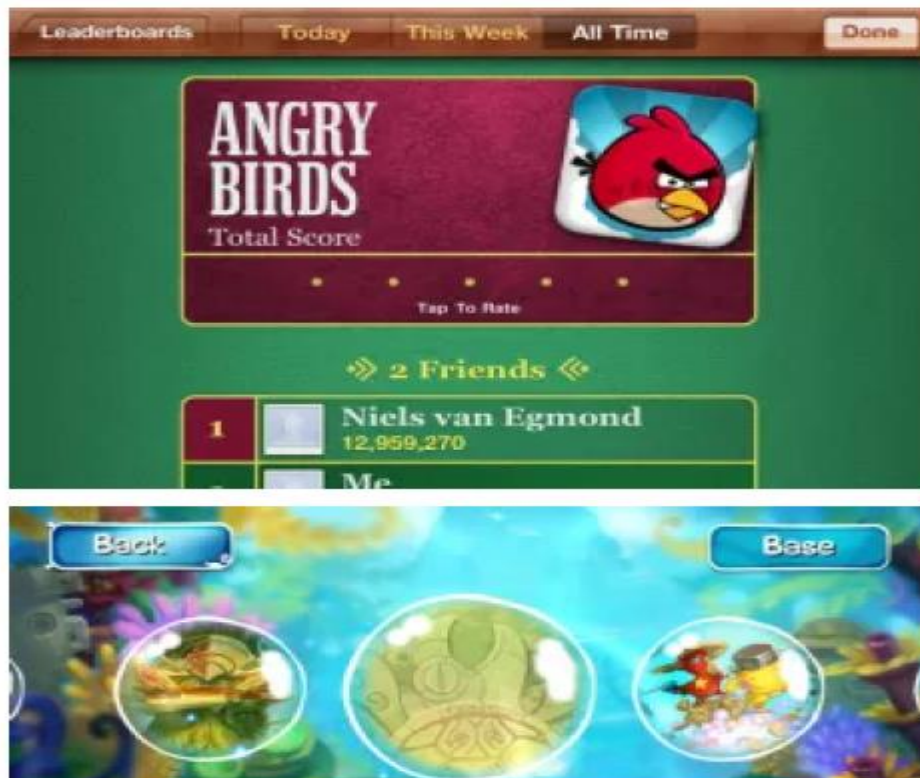 Leaderboards Today This Week All Time Done
ANGRY
BIRDS
Total Score
Tap To Rate
2 Friends
1 Niels van Egmond
12,959,270
Me
Back Base